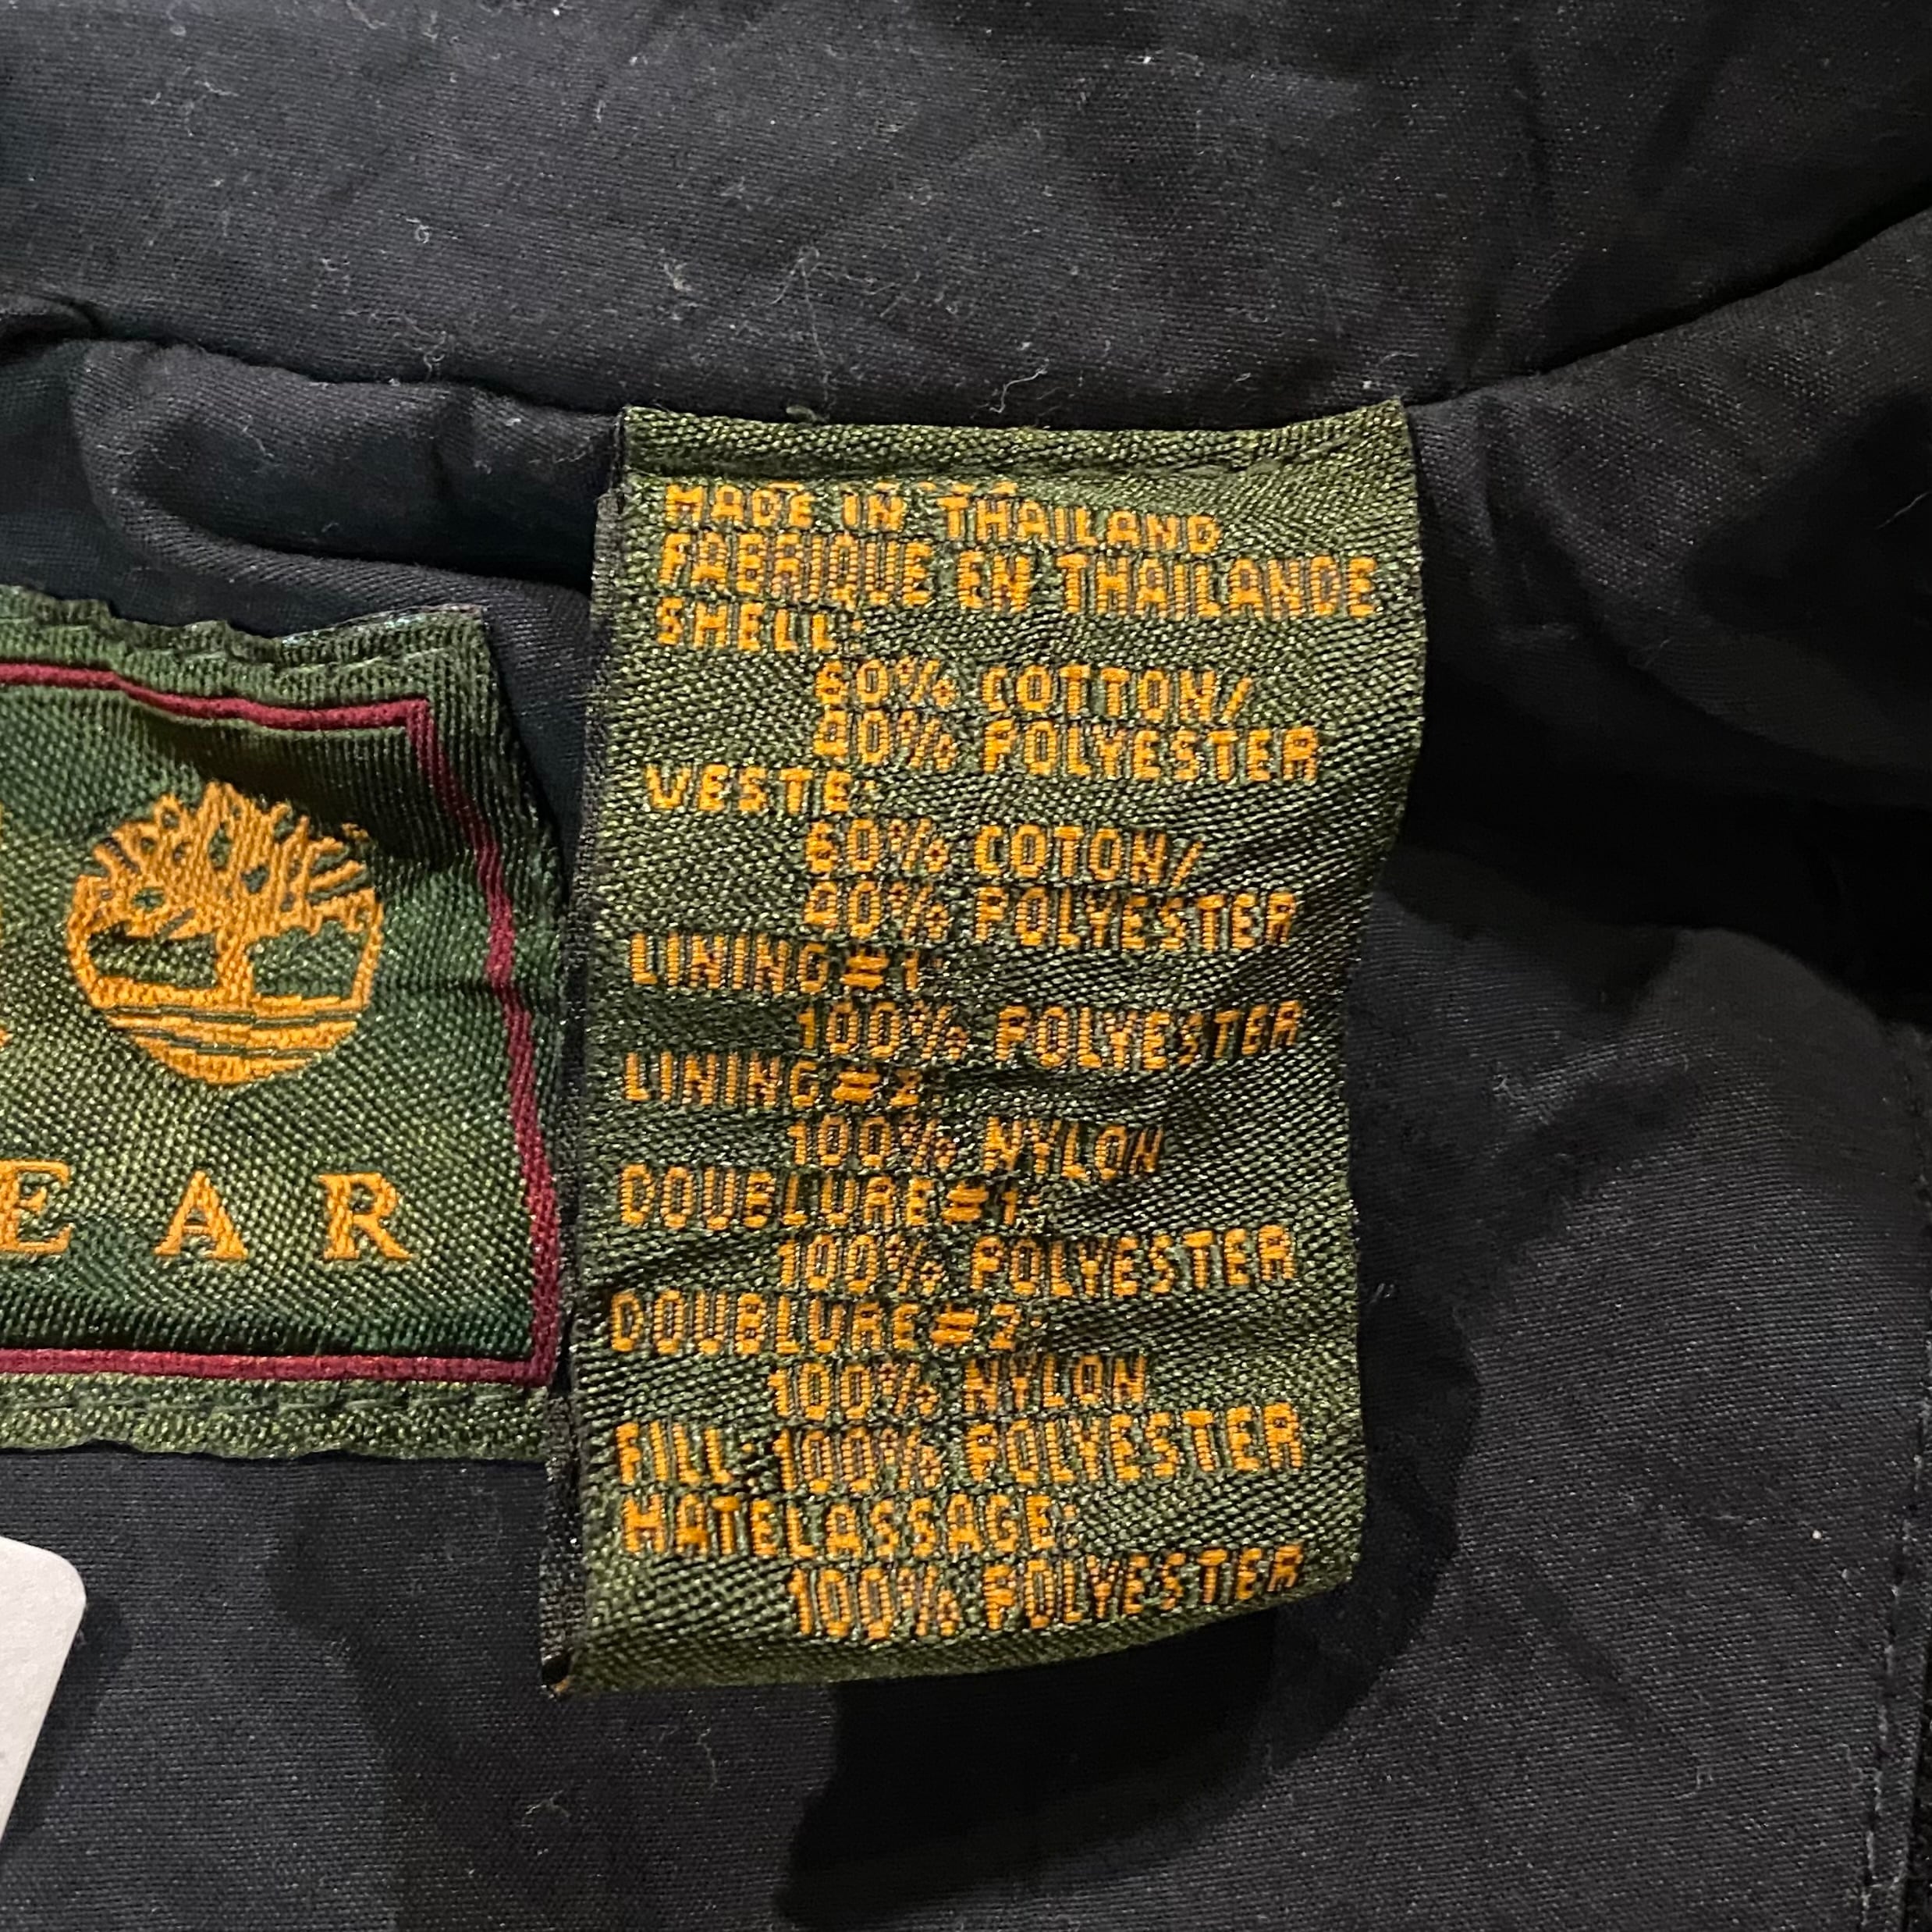 MADE IN THAILAND
FABRIQUE EN THAILANDE
SHELL:
60% COTTON/
40% POLYESTER
VESTE:
60% COTON/
40% POLYESTER
LINING#1:
100% POLYESTER
LINING#2:
100% NYLON
DOUBLURE#1:
100% POLYESTER
DOUBLURE#2:
100% NYLON
FILL: 100% POLYESTER
MATELASSAGE:
100% POLYESTER
EAR